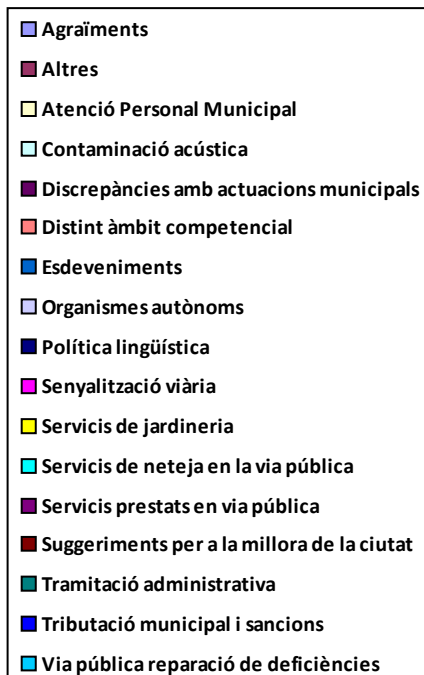 Agraïments
Altres
Atenció Personal Municipal
Contaminació acústica
Discrepàncies amb actuacions municipals
Distint àmbit competencial
Esdeveniments
Organismes autònoms
Política lingüística
Senyalització viària
Servicis de jardineria
Servicis de neteja en la via pública
Servicis prestats en via pública
Suggeriments per a la millora de la ciutat
Tramitació administrativa
Tributació municipal i sancions
Via pública reparació de deficiències